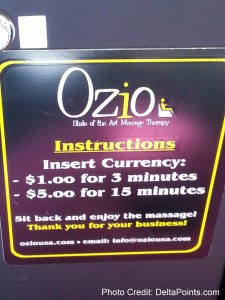 Ozio
State of the Art Massage Therapy
Instructions
Insert Currency:
- $1.00 for 3 minutes
- $5.00 for 15 minutes
Sit back and enjoy the massage!
Thank you for your business!
oziousa.com • email: info@oziousa.com
Photo Credit: DeltaPoints.com